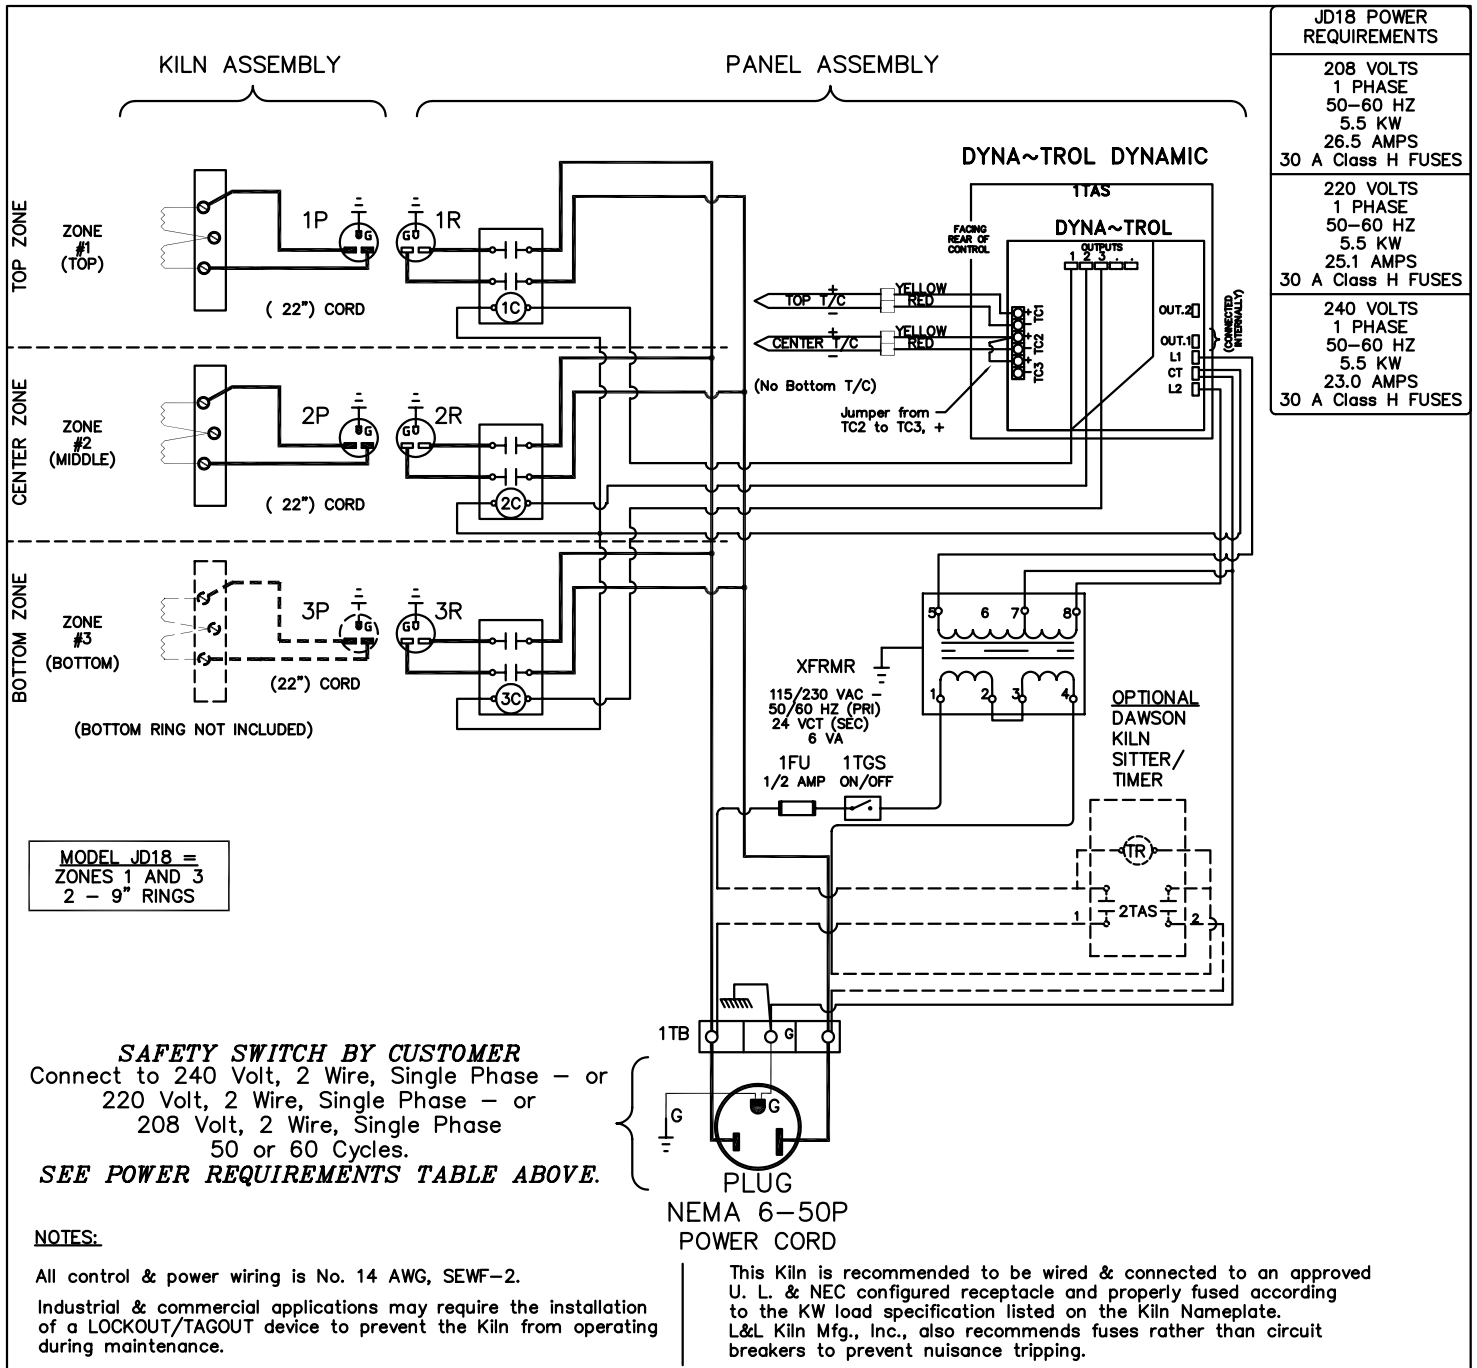 JD18 POWER
REQUIREMENTS
208 VOLTS
1 PHASE
50-60 HZ
5.5 KW
26.5 AMPS
30 A Class H FUSES
220 VOLTS
1 PHASE
50-60 HZ
5.5 KW
25.1 AMPS
30 A Class H FUSES
240 VOLTS
1 PHASE
50-60 HZ
5.5 KW
23.0 AMPS
30 A Class H FUSES
KILN ASSEMBLY
PANEL ASSEMBLY
DYNA~TROL DYNAMIC
1TAS
FACING
REAR OF
CONTROL
DYNA~TROL
OUTPUTS
1 2 3 . .
TOP ZONE
ZONE
#1
(TOP)
1P
G
G
1R
1C
( 22") CORD
+
TOP T/C
-
YELLOW
RED
+
-
TC1
+
CENTER T/C
-
YELLOW
RED
+
-
TC2
+
-
TC3
OUT.2
OUT.1
(CONNECTED
INTERNALLY)
L1
CT
L2
(No Bottom T/C)
Jumper from
TC2 to TC3, +
CENTER ZONE
ZONE
#2
(MIDDLE)
2P
G
G
2R
2C
( 22") CORD
BOTTOM ZONE
ZONE
#3
(BOTTOM)
3P
G
G
3R
3C
(22") CORD
(BOTTOM RING NOT INCLUDED)
5 6 7 8
XFRMR
1 2 3 4
115/230 VAC -
50/60 HZ (PRI)
24 VCT (SEC)
6 VA
1FU
1/2 AMP
1TGS
ON/OFF
OPTIONAL
DAWSON
KILN
SITTER/
TIMER
TR
1
2TAS
2
MODEL JD18 =
ZONES 1 AND 3
2 - 9" RINGS
1TB
G
G
G
SAFETY SWITCH BY CUSTOMER
Connect to 240 Volt, 2 Wire, Single Phase - or
220 Volt, 2 Wire, Single Phase - or
208 Volt, 2 Wire, Single Phase
50 or 60 Cycles.
SEE POWER REQUIREMENTS TABLE ABOVE.
PLUG
NEMA 6-50P
POWER CORD
NOTES:
All control & power wiring is No. 14 AWG, SEWF-2.
Industrial & commercial applications may require the installation
of a LOCKOUT/TAGOUT device to prevent the Kiln from operating
during maintenance.
This Kiln is recommended to be wired & connected to an approved
U. L. & NEC configured receptacle and properly fused according
to the KW load specification listed on the Kiln Nameplate.
L&L Kiln Mfg., Inc., also recommends fuses rather than circuit
breakers to prevent nuisance tripping.